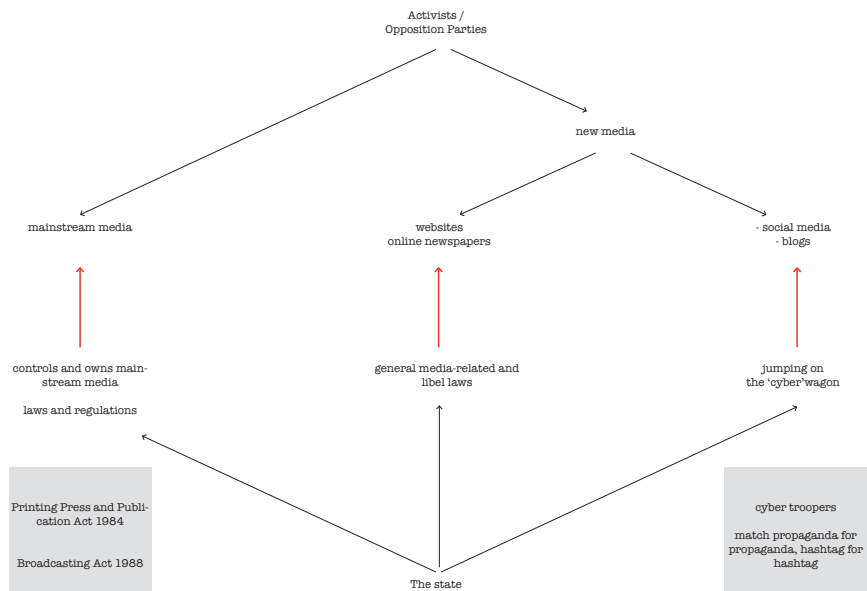 Activists /
Opposition Parties
new media
mainstream media
websites
online newspapers
- social media
- blogs
controls and owns main-
stream media
laws and regulations
general media-related and
libel laws
jumping on
the ‘cyber’wagon
Printing Press and Publi-
cation Act 1984
Broadcasting Act 1988
cyber troopers
match propaganda for
propaganda, hashtag for
hashtag
The state